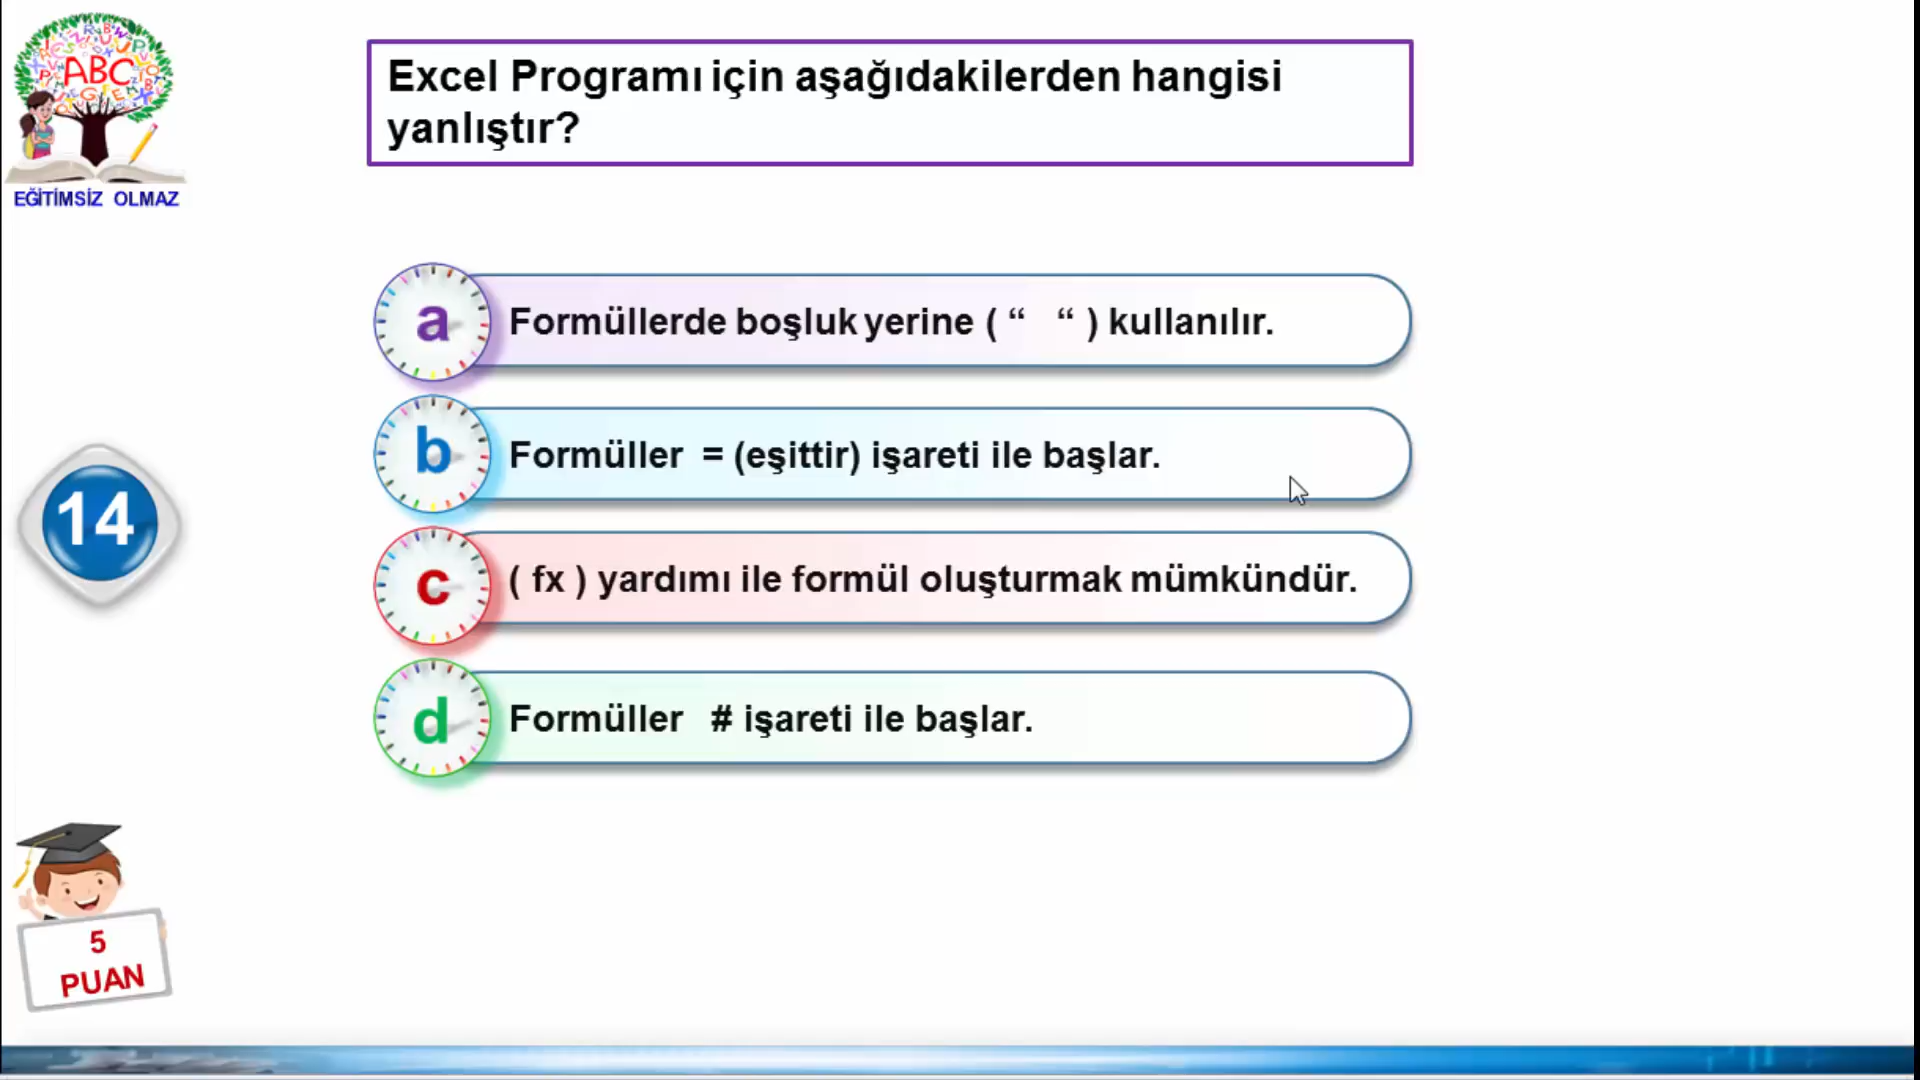 ABC
EĞİTİMSİZ OLMAZ
Excel Programı için aşağıdakilerden hangisi
yanlıştır?
a
Formüllerde boşluk yerine ( “ “ ) kullanılır.
b
Formüller = (eşittir) işareti ile başlar.
c
( fx ) yardımı ile formül oluşturmak mümkündür.
d
Formüller # işareti ile başlar.
14
5
PUAN